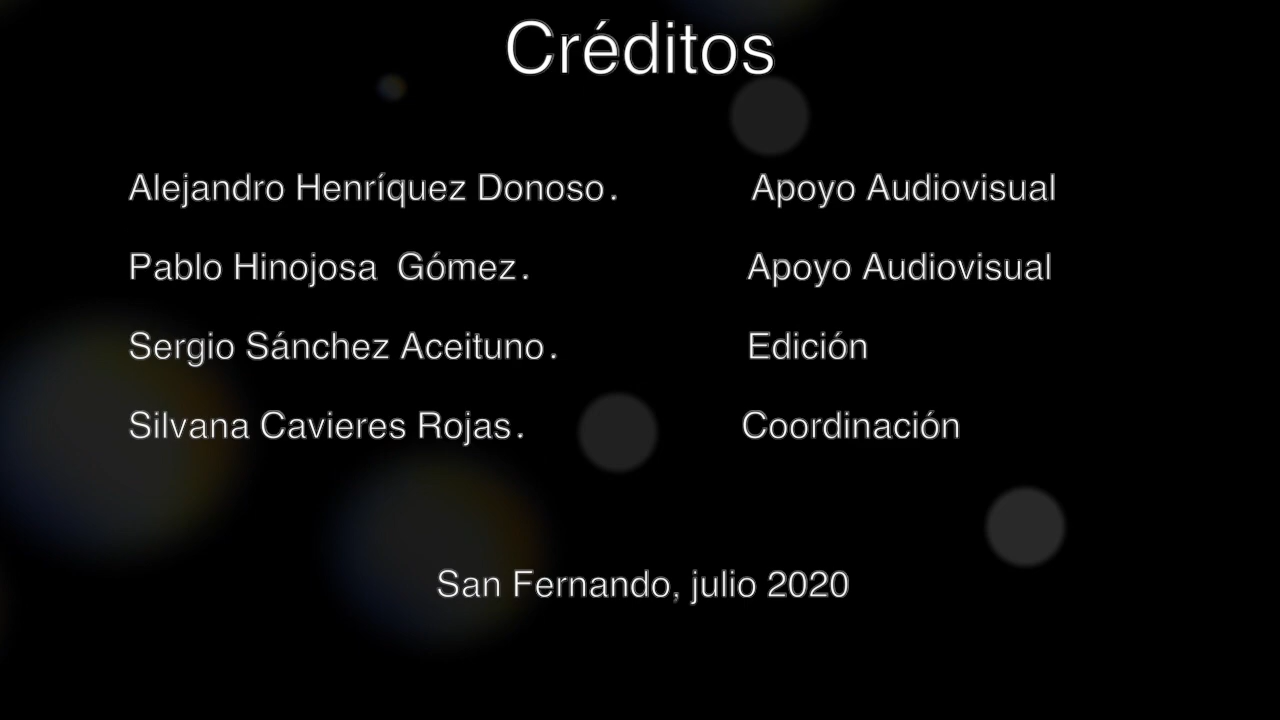 Créditos
Alejandro Henríquez Donoso. Apoyo Audiovisual
Pablo Hinojosa Gómez. Apoyo Audiovisual
Sergio Sánchez Aceituno. Edición
Silvana Cavieres Rojas. Coordinación
San Fernando, julio 2020